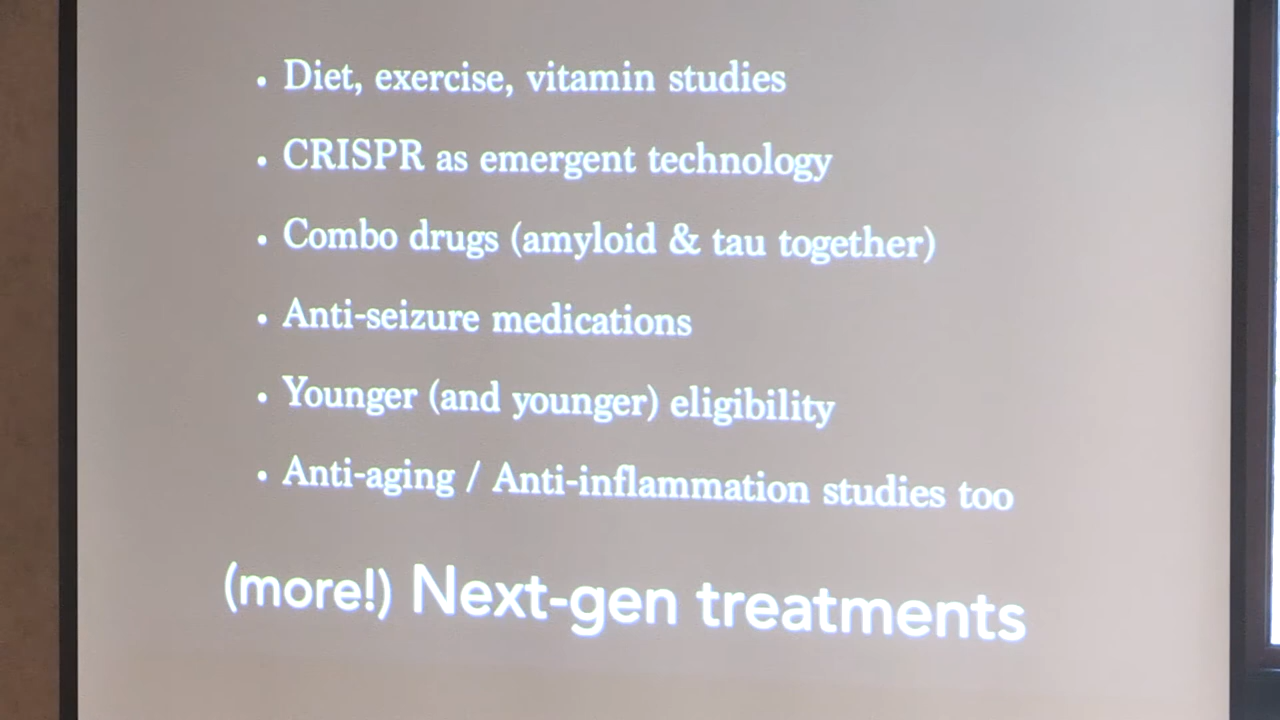 • Diet, exercise, vitamin studies
• CRISPR as emergent technology
• Combo drugs (amyloid & tau together)
• Anti-seizure medications
• Younger (and younger) eligibility
• Anti-aging / Anti-inflammation studies too
(more!) Next-gen treatments